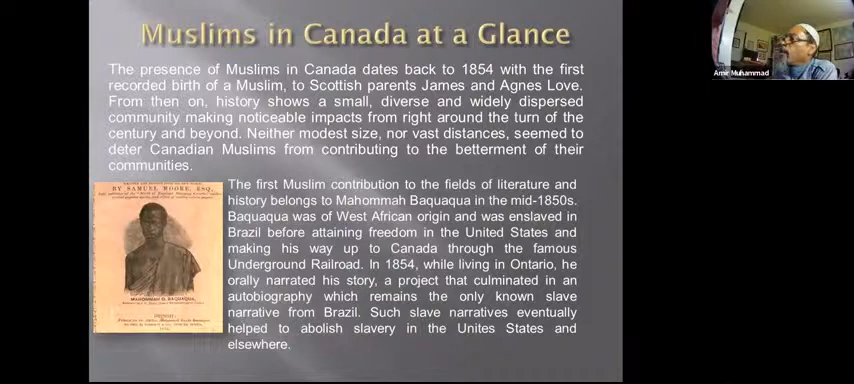 Muslims in Canada at a Glance
The presence of Muslims in Canada dates back to 1854 with the first
recorded birth of a Muslim, to Scottish parents James and Agnes Love.
From then on, history shows a small, diverse and widely dispersed
community making noticeable impacts from right around the turn of the
century and beyond. Neither modest size, nor vast distances, seemed to
deter Canadian Muslims from contributing to the betterment of their
communities.
BY SAMUEL MOORE, ESQ.
MAHOMMAH G. BAQUAQUA
DETROIT:
The first Muslim contribution to the fields of literature and
history belongs to Mahommah Baquaqua in the mid-1850s.
Baquaqua was of West African origin and was enslaved in
Brazil before attaining freedom in the United States and
making his way up to Canada through the famous
Underground Railroad. In 1854, while living in Ontario, he
orally narrated his story, a project that culminated in an
autobiography which remains the only known slave
narrative from Brazil. Such slave narratives eventually
helped to abolish slavery in the Unites States and
elsewhere.
Amir Muhammad